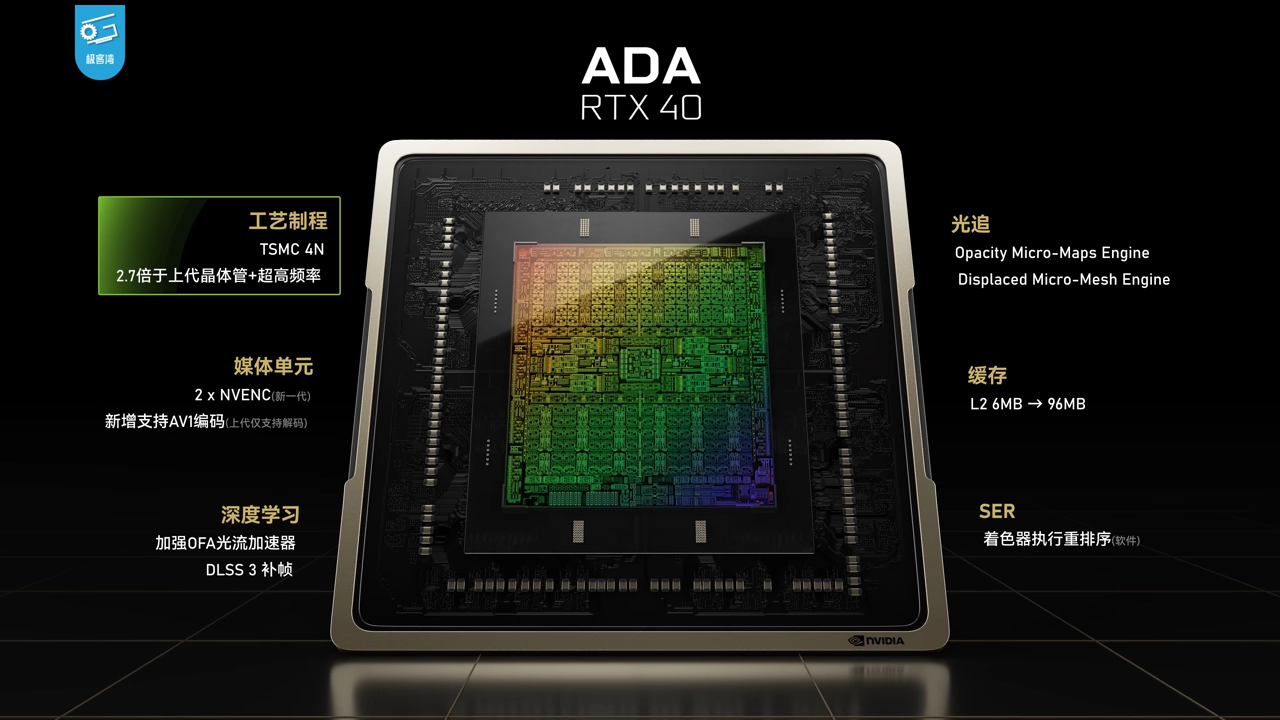 极客湾
ADA
RTX 40
工艺制程
TSMC 4N
2.7倍于上代晶体管+超高频率
媒体单元
2 x NVENC(新一代)
新增支持AV1编码(上代仅支持解码)
深度学习
加强OFA光流加速器
DLSS 3 补帧
光追
Opacity Micro-Maps Engine
Displaced Micro-Mesh Engine
缓存
L2 6MB → 96MB
SER
着色器执行重排序(软件)
NVIDIA